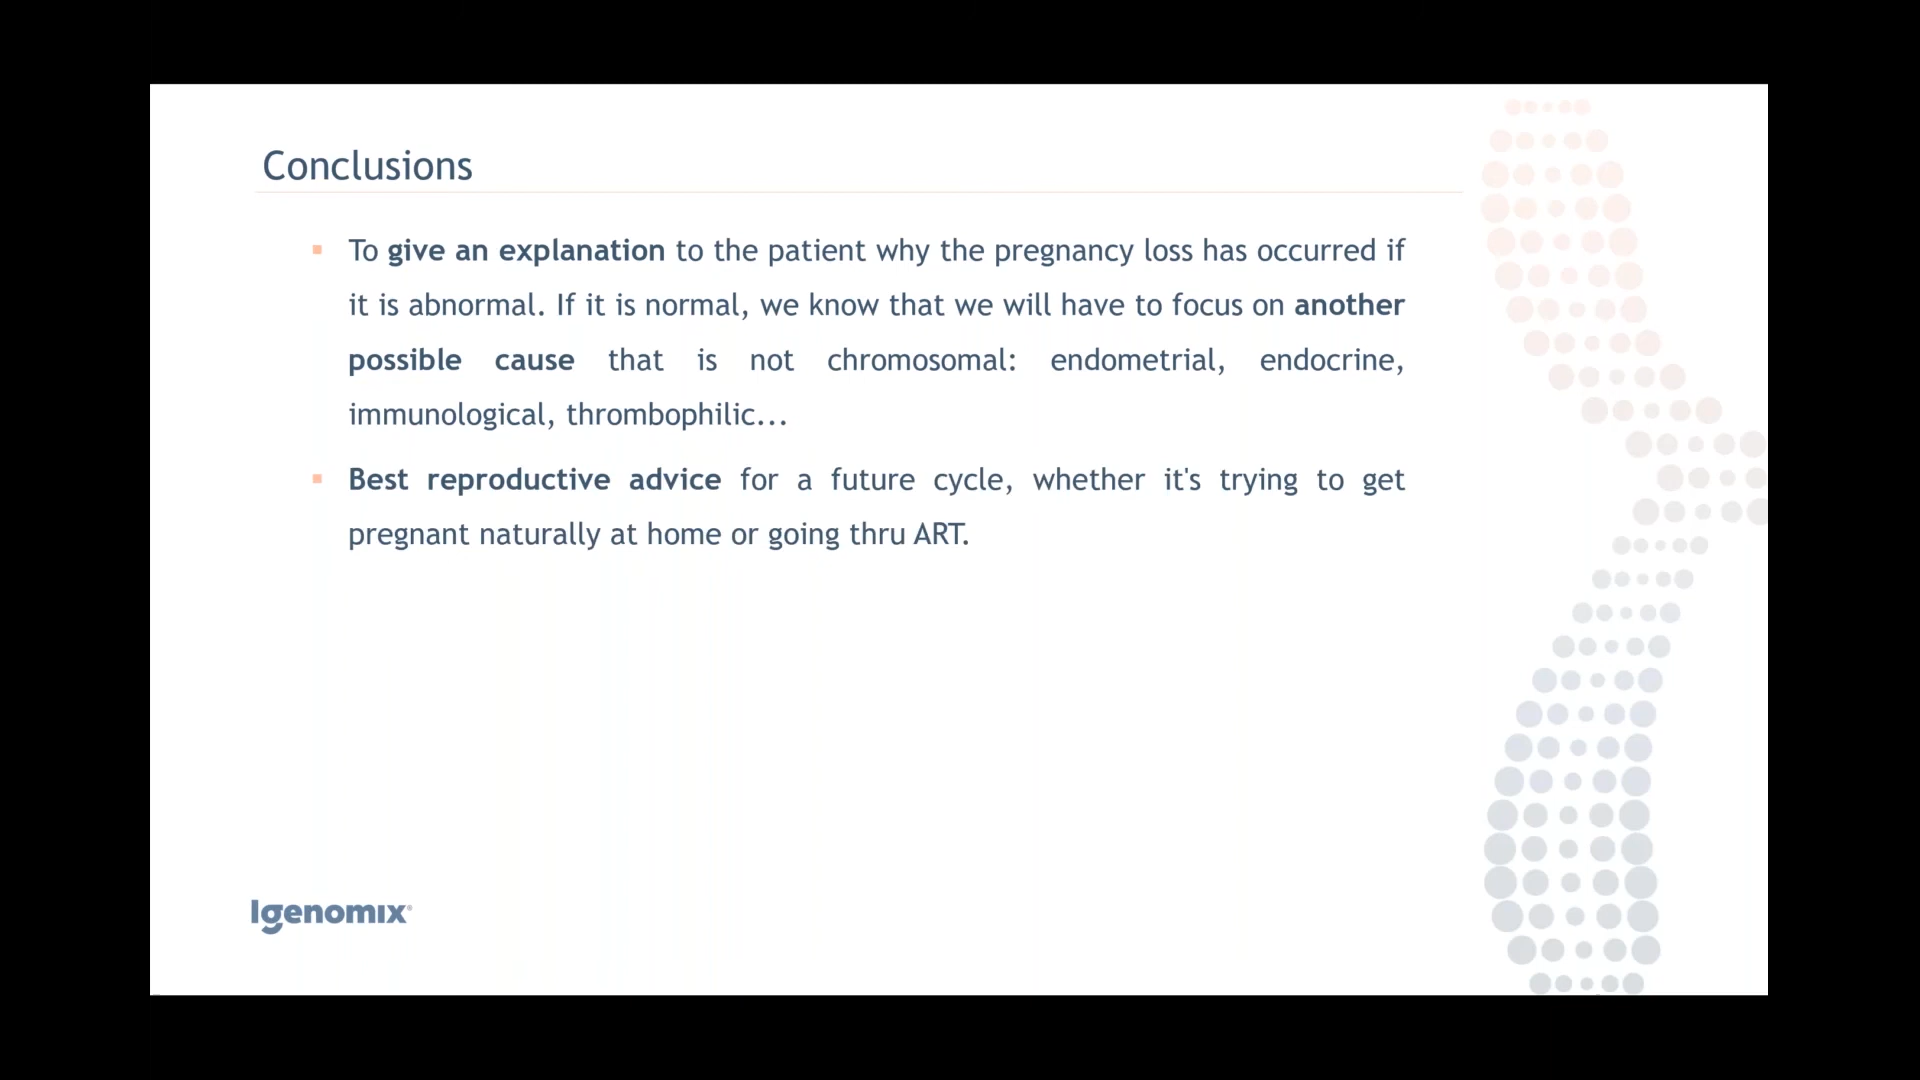 Conclusions
▪ To give an explanation to the patient why the pregnancy loss has occurred if
it is abnormal. If it is normal, we know that we will have to focus on another
possible cause that is not chromosomal: endometrial, endocrine,
immunological, thrombophilic...
▪ Best reproductive advice for a future cycle, whether it's trying to get
pregnant naturally at home or going thru ART.
Igenomix®